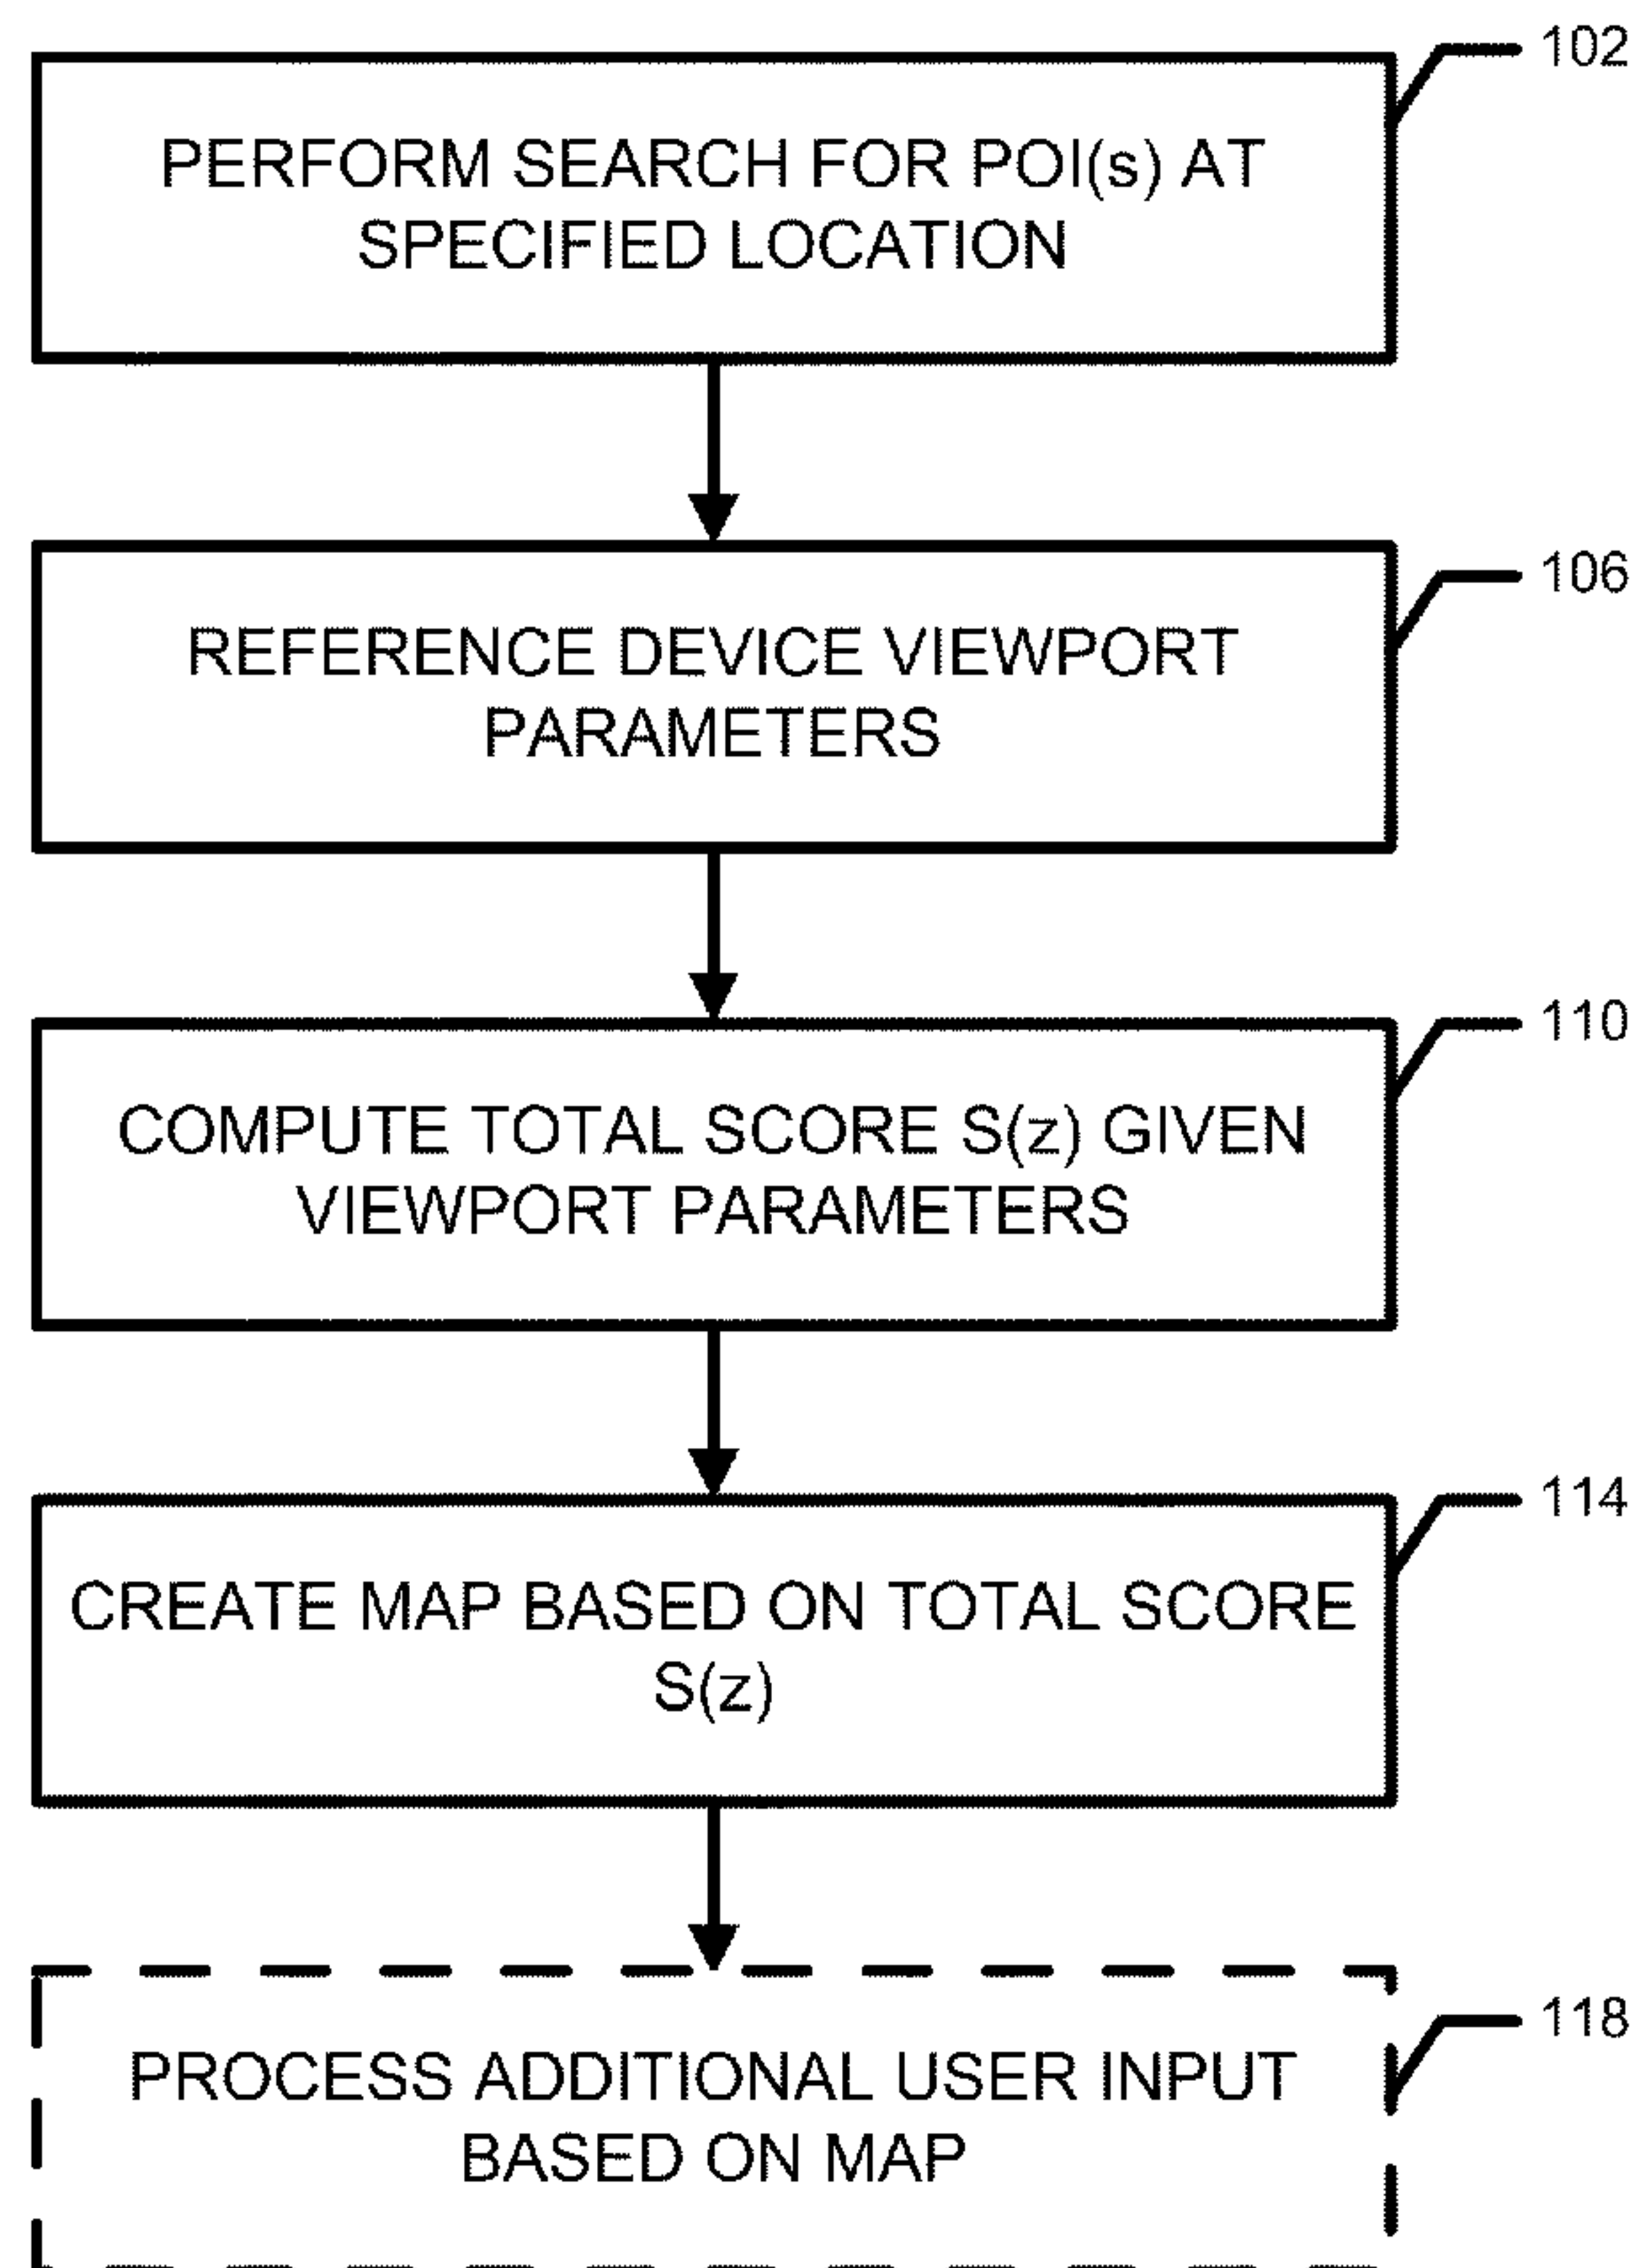 102
PERFORM SEARCH FOR POI(s) AT
SPECIFIED LOCATION
106
REFERENCE DEVICE VIEWPORT
PARAMETERS
110
COMPUTE TOTAL SCORE S(z) GIVEN
VIEWPORT PARAMETERS
114
CREATE MAP BASED ON TOTAL SCORE
S(z)
118
PROCESS ADDITIONAL USER INPUT
BASED ON MAP